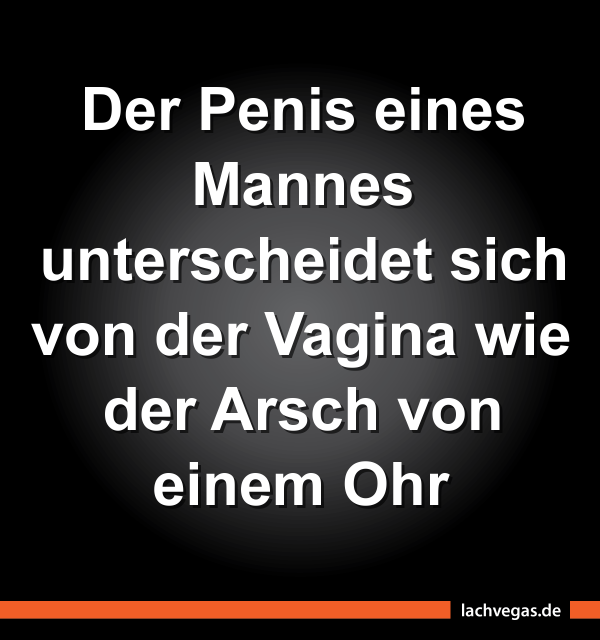 Der Penis eines
Mannes
unterscheidet sich
von der Vagina wie
der Arsch von
einem Ohr
lachvegas.de